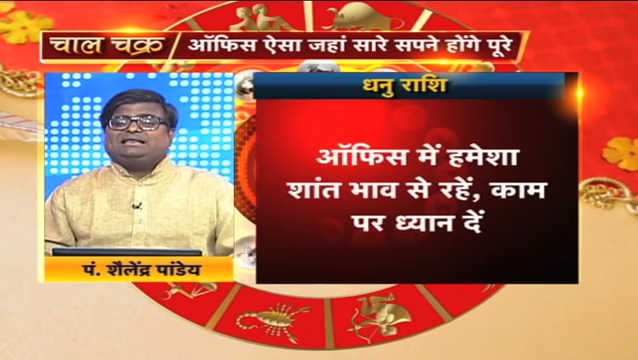 चाल चक्र / ऑफिस ऐसा जहां सारे सपने होंगे पूरे
धनु राशि
ऑफिस में हमेशा
शांत भाव से रहें, काम
पर ध्यान दें
पं. शैलेंद्र पांडेय